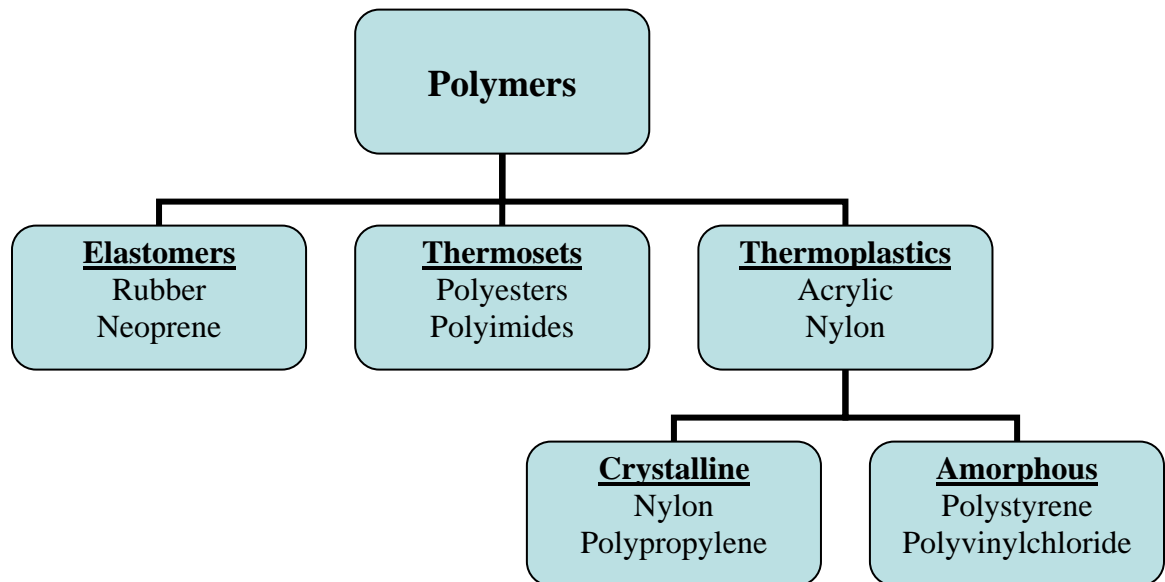 Polymers
Elastomers
Rubber
Neoprene
Thermosets
Polyesters
Polyimides
Thermoplastics
Acrylic
Nylon
Crystalline
Nylon
Polypropylene
Amorphous
Polystyrene
Polyvinylchloride